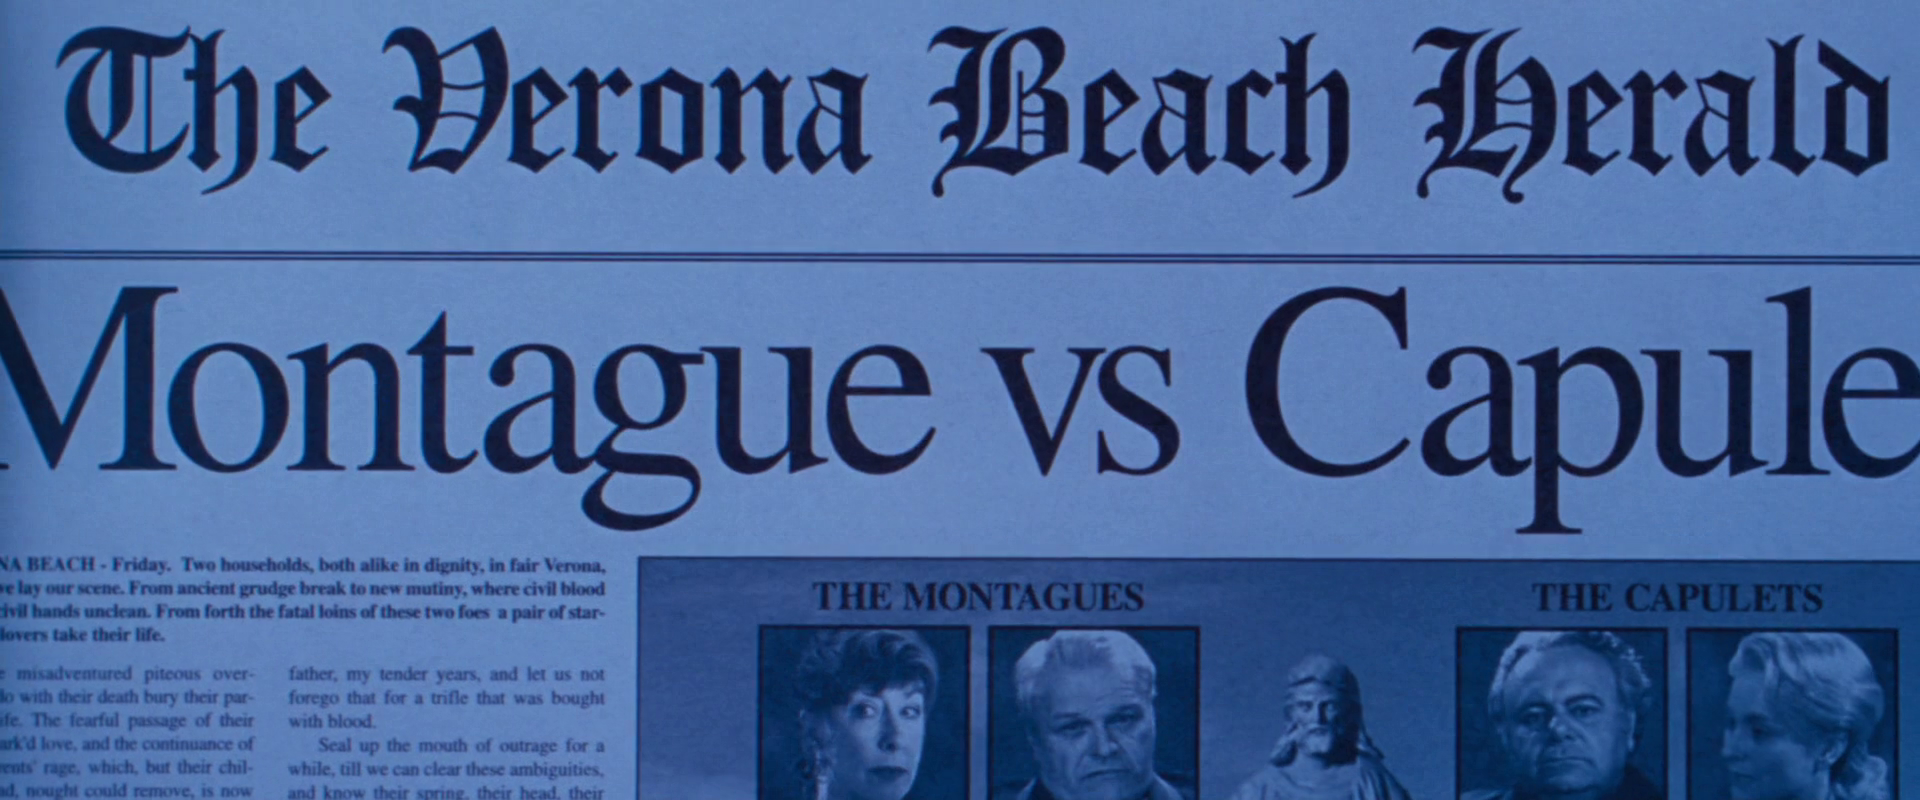 The Verona Beach Herald
Montague vs Capule
NA BEACH - Friday. Two households, both alike in dignity, in fair Verona,
lay our scene. From ancient grudge break to new mutiny, where civil blood
hands unclean. From forth the fatal loins of these two foes a pair of star-
lovers take their life.
misadventured piteous over-
with their death bury their par-
The fearful passage of their
ark'd love, and the continuance of
rents' rage, which, but their chil-
nought could remove, is now
father, my tender years, and let us not
forego that for a trifle that was bought
with blood.
Seal up the mouth of outrage for a
while, till we can clear these ambiguities,
and know their spring, their head, their
THE MONTAGUES
THE CAPULETS